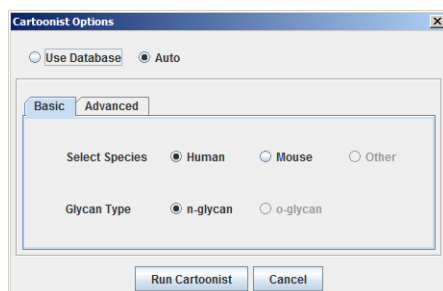 Cartoonist Options
Use Database Auto
Basic Advanced
Select Species Human Mouse Other
Glycan Type n-glycan o-glycan
Run Cartoonist Cancel